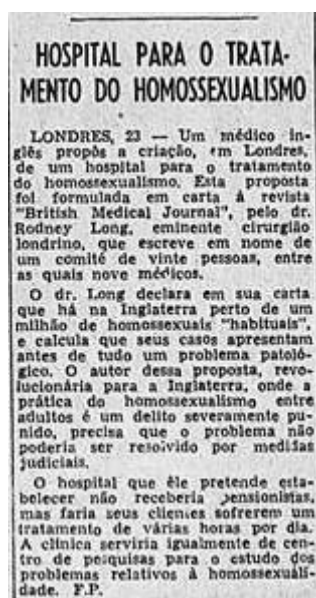 HOSPITAL PARA O TRATA-
MENTO DO HOMOSSEXUALISMO
LONDRES, 23 — Um médico in-
glês propôs a criação, em Londres,
de um hospital para o tratamento
do homossexualismo. Esta proposta
foi formulada em carta à revista
"British Medical Journal", pelo dr.
Rodney Long, eminente cirurgião
londrino, que escreve em nome de
um comité de vinte pessoas, entre
as quais nove médicos.
O dr. Long declara em sua carta
que há na Inglaterra perto de um
milhão de homossexuais "habituais",
e calcula que seus casos apresentam
antes de tudo um problema patoló-
gico. O autor dessa proposta, revo-
lucionária para a Inglaterra, onde a
prática do homossexualismo entre
adultos é um delito severamente pu-
nido, precisa que o problema não
poderia ser resolvido por medidas
judiciais.
O hospital que êle pretende esta-
belecer não receberia pensionistas,
mas faria seus clientes sofrerem um
tratamento de várias horas por dia.
A clínica serviria igualmente de cen-
tro de pesquisas para o estudo dos
problemas relativos à homossexuali-
dade. F.P.